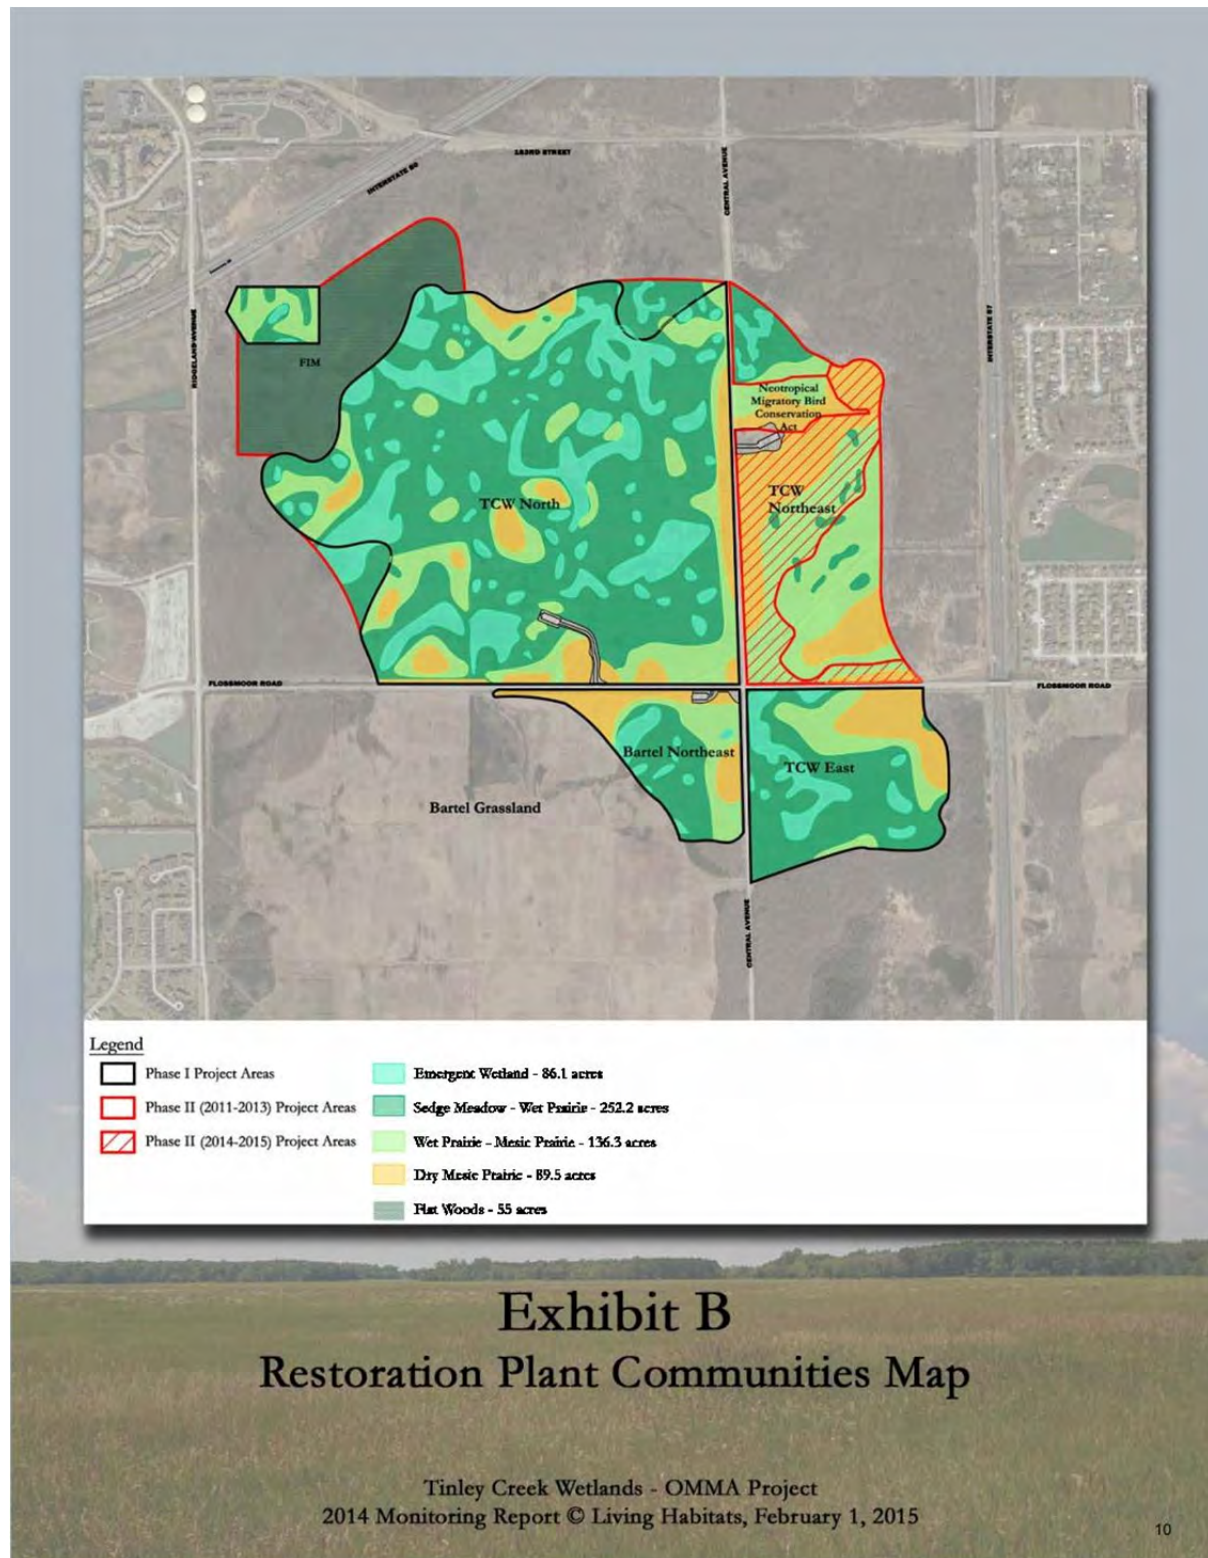 183RD STREET
INTERSTATE 80
CENTRAL AVENUE
RIDGELAND AVENUE
INTERSTATE 57
FIM
Neotropical
Migratory Bird
Conservation
Act
TCW North
TCW
Northeast
FLOSSMOOR ROAD
FLOSSMOOR ROAD
Bartel Northeast
TCW East
Bartel Grassland
CENTRAL AVENUE
Legend
Phase I Project Areas
Phase II (2011-2013) Project Areas
Phase II (2014-2015) Project Areas
Emergent Wetland - 86.1 acres
Sedge Meadow - Wet Prairie - 252.2 acres
Wet Prairie - Mesic Prairie - 136.3 acres
Dry Mesic Prairie - 89.5 acres
Flat Woods - 55 acres
Exhibit B
Restoration Plant Communities Map
Tinley Creek Wetlands - OMMA Project
2014 Monitoring Report © Living Habitats, February 1, 2015
10